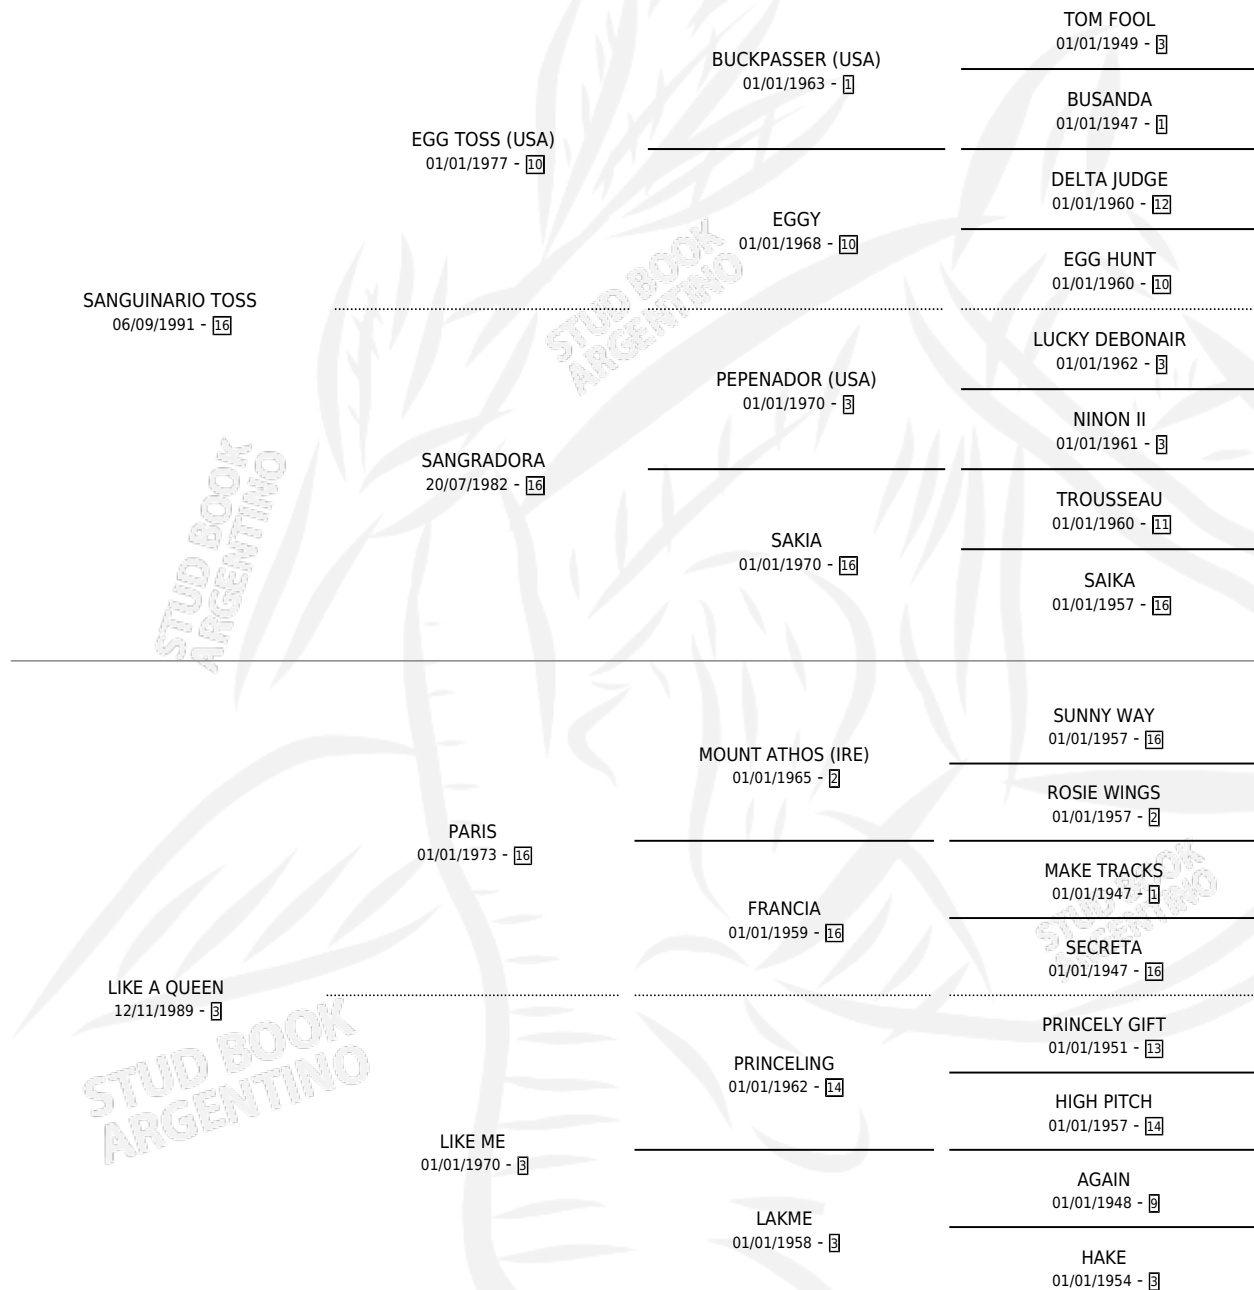 TOM FOOL
01/01/1949 - 3
BUCKPASSER (USA)
01/01/1963 - 1
BUSANDA
01/01/1947 - 1
EGG TOSS (USA)
01/01/1977 - 10
DELTA JUDGE
01/01/1960 - 12
EGGY
01/01/1968 - 10
EGG HUNT
01/01/1960 - 10
SANGUINARIO TOSS
06/09/1991 - 16
LUCKY DEBONAIR
01/01/1962 - 3
PEPENADOR (USA)
01/01/1970 - 3
NINON II
01/01/1961 - 3
SANGRADORA
20/07/1982 - 16
TROUSSEAU
01/01/1960 - 11
SAKIA
01/01/1970 - 16
SAIKA
01/01/1957 - 16
STUD BOOK
ARGENTINO
STUD BOOK
ARGENTINO
SUNNY WAY
01/01/1957 - 16
MOUNT ATHOS (IRE)
01/01/1965 - 2
ROSIE WINGS
01/01/1957 - 2
PARIS
01/01/1973 - 16
MAKE TRACKS
01/01/1947 - 1
FRANCIA
01/01/1959 - 16
SECRETA
01/01/1947 - 16
STUD BOOK
ARGENTINO
LIKE A QUEEN
12/11/1989 - 3
PRINCELY GIFT
01/01/1951 - 13
PRINCELING
01/01/1962 - 14
HIGH PITCH
01/01/1957 - 14
LIKE ME
01/01/1970 - 3
AGAIN
01/01/1948 - 9
LAKME
01/01/1958 - 3
HAKE
01/01/1954 - 3
STUD BOOK
ARGENTINO